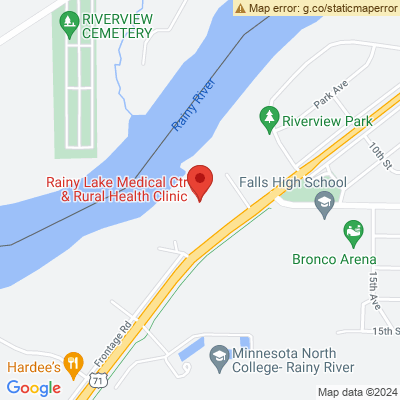 Map error: g.co/staticmaperror
RIVERVIEW
CEMETERY
Rainy River
Park Ave
Riverview Park
10th St
Rainy Lake Medical Ctr
& Rural Health Clinic
Falls High School
Bronco Arena
15th Ave
15th S
Frontage Rd
Hardee's
71
Minnesota North
College- Rainy River
Google
Map data ©2024